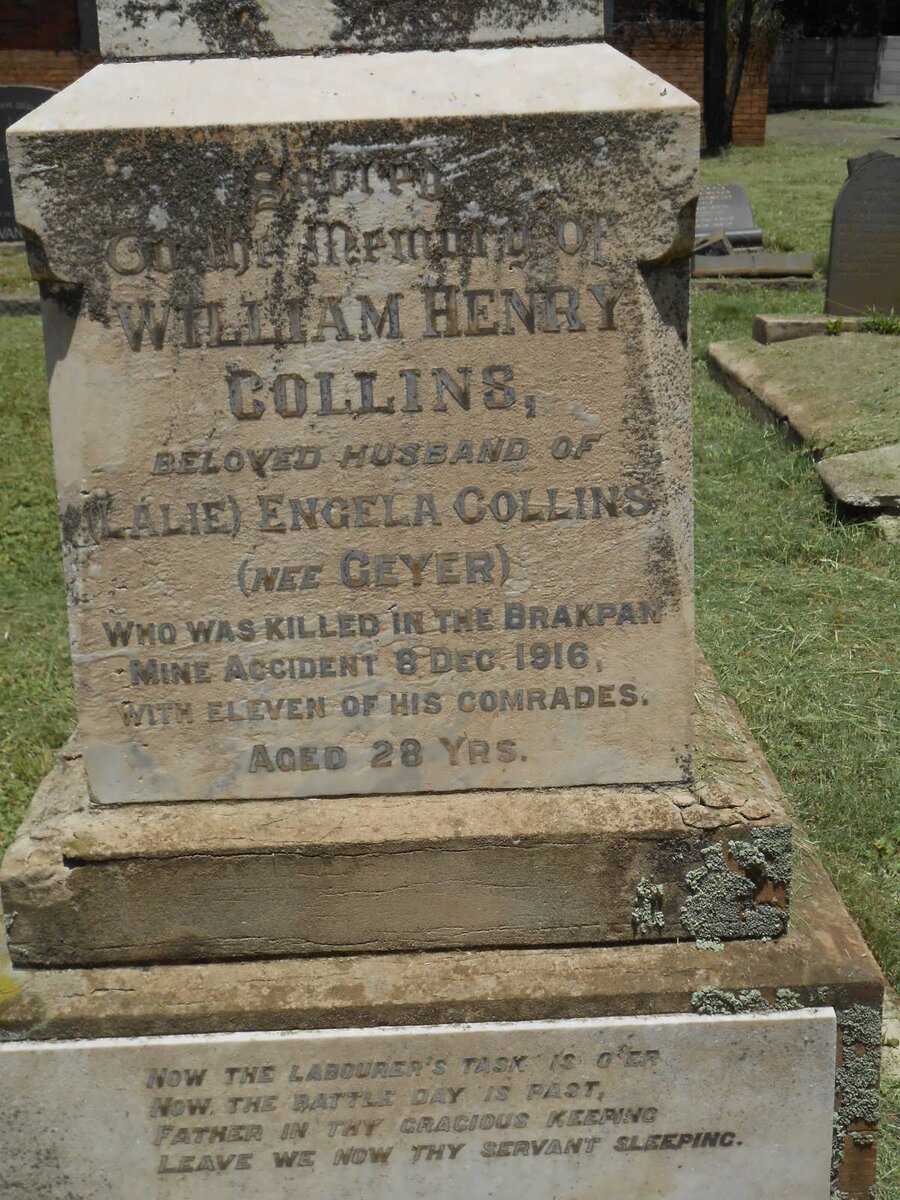 Sacred
To the Memory of
WILLIAM HENRY
COLLINS,
BELOVED HUSBAND OF
(LALIE) ENGELA COLLINS
(NEE GEYER)
WHO WAS KILLED IN THE BRAKPAN
MINE ACCIDENT 8 DEC. 1916,
WITH ELEVEN OF HIS COMRADES.
AGED 28 YRS.
NOW THE LABOURER'S TASK IS O'ER
NOW, THE BATTLE DAY IS PAST,
FATHER IN THY GRACIOUS KEEPING
LEAVE WE NOW THY SERVANT SLEEPING.